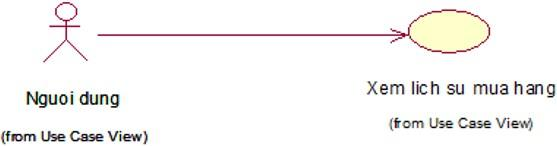 Nguoi dung
(from Use Case View)
Xem lich su mua hang
(from Use Case View)